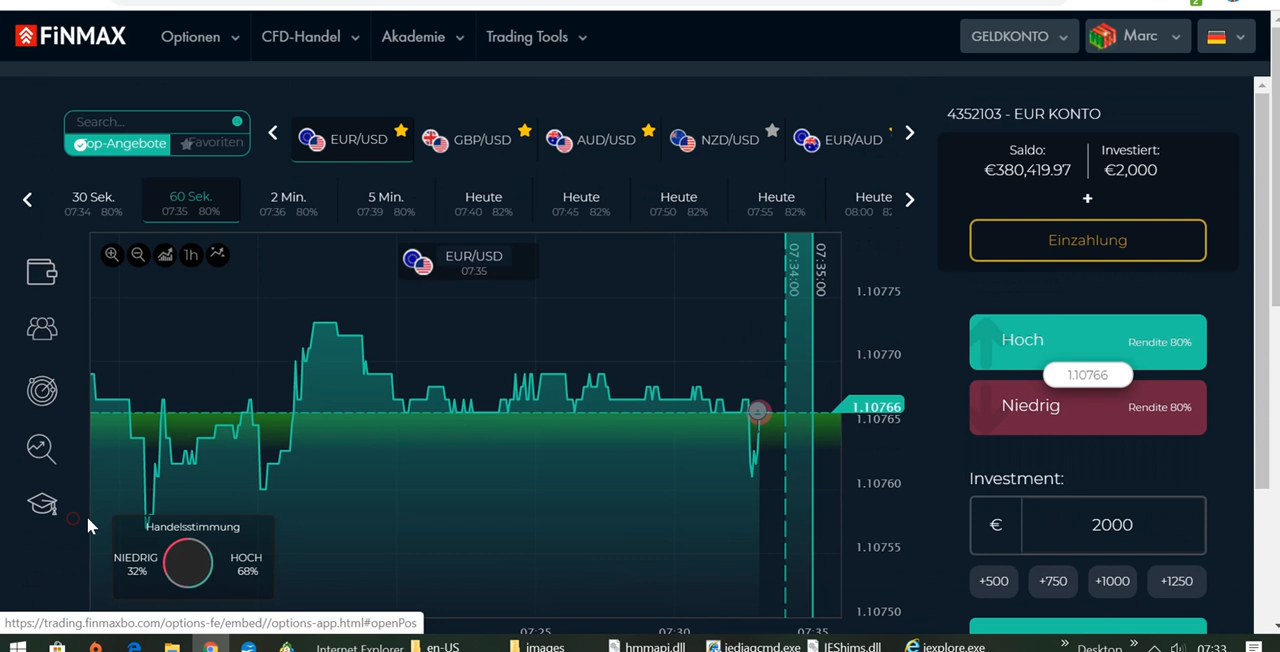 FiNMAX
Optionen
CFD-Handel
Akademie
Trading Tools
GELDKONTO
Marc
Search...
Top-Angebote
Favoriten
EUR/USD
GBP/USD
AUD/USD
NZD/USD
EUR/AUD
4352103 - EUR KONTO
Saldo:
€380,419.97
Investiert:
€2,000
+
Einzahlung
30 Sek.
07:34 80%
60 Sek.
07:35 80%
2 Min.
07:36 80%
5 Min.
07:39 80%
Heute
07:40 82%
Heute
07:45 82%
Heute
07:50 82%
Heute
07:55 82%
Heute
08:00 82
1h
EUR/USD
07:35
07:34:00
07:35:00
1.10775
1.10770
1.10766
1.10765
1.10760
1.10755
1.10750
Hoch
Rendite 80%
1.10766
Niedrig
Rendite 80%
Investment:
€
2000
+500
+750
+1000
+1250
Handelsstimmung
NIEDRIG
32%
HOCH
68%
https://trading.finmaxbo.com/options-fe/embed//options-app.html#openPos
07:25
07:30
07:35
Internet Explorer
en-US
images
hmmapi.dll
iediagcmd.exe
IEShims.dll
iexplore.exe
»
Desktop
»
07:33